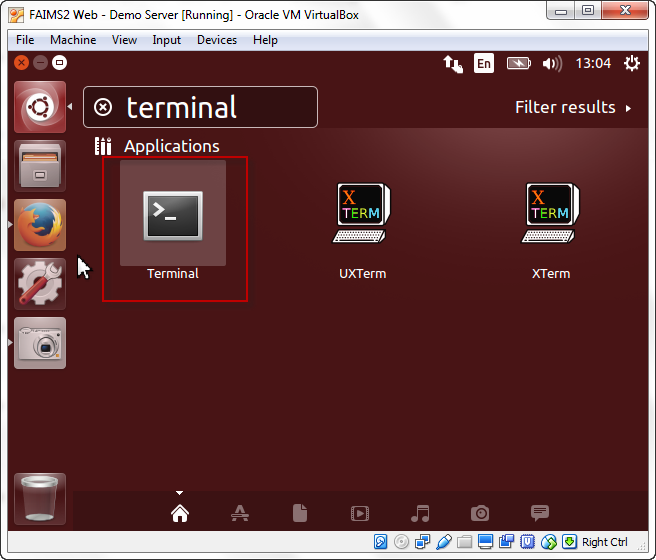 FAIMS2 Web - Demo Server [Running] - Oracle VM VirtualBox
File Machine View Input Devices Help
En 13:04
terminal
Filter results
Applications
>_
X TERM
X TERM
Terminal
UXTerm
XTerm
Right Ctrl